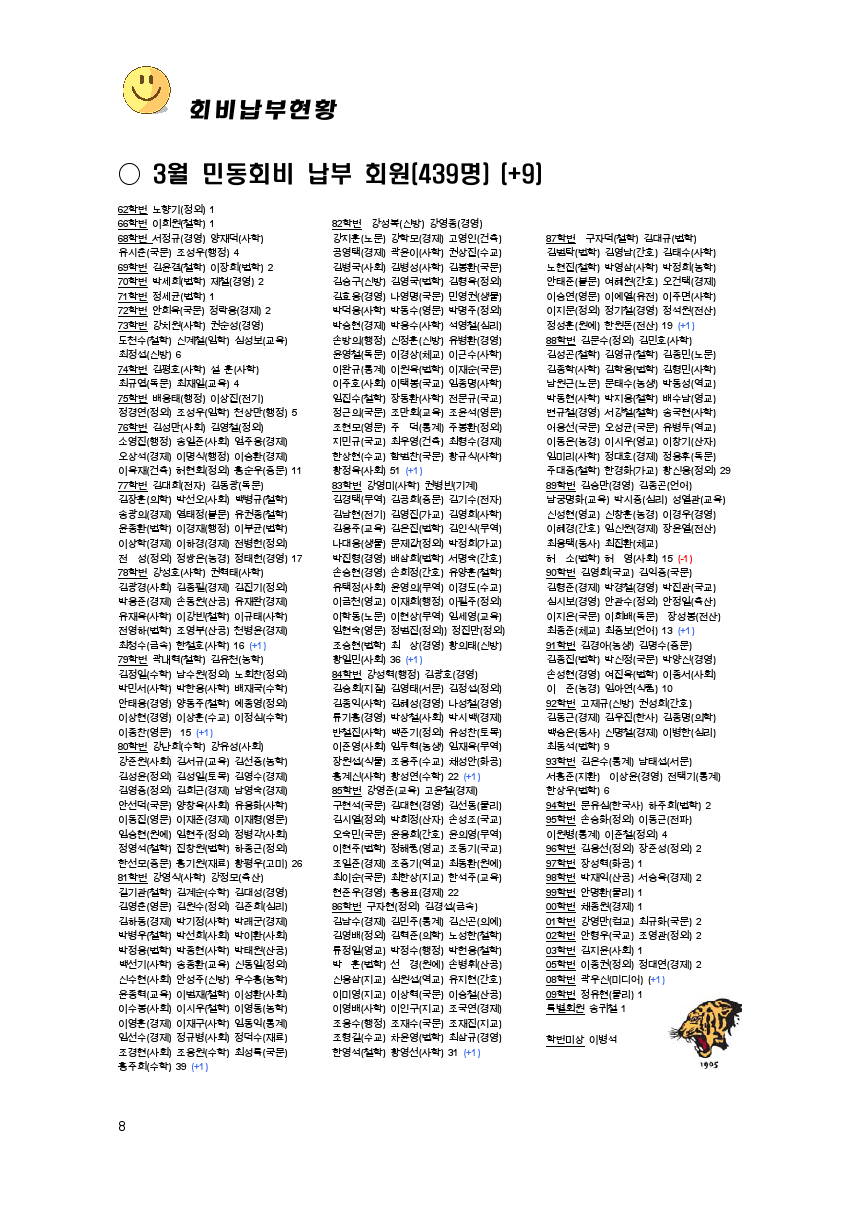 회비납부현황
○ 3월 민동회비 납부 회원(439명) (+9)
62학번 노향기(정외) 1
66학번 이희원(철학) 1
68학번 서정규(경영) 양재덕(사학)
유시춘(국문) 조성우(행정) 4
69학번 김윤겸(철학) 이장희(법학) 2
70학번 박세희(법학) 제철(경영) 2
71학번 정세균(법학) 1
72학번 안희욱(국문) 정락용(경제) 2
73학번 강치원(사학) 권순성(경영)
도천수(철학) 신계철(임학) 심성보(교육)
최정섭(신방) 6
74학번 김평호(사학) 설 훈(사학)
최규엽(독문) 최재일(교육) 4
75학번 배용태(행정) 이상집(전기)
정경연(정외) 조성우(임학) 천상만(행정) 5
76학번 김성만(사회) 김영철(정외)
소영진(행정) 송일준(사회) 임주용(경제)
오상석(경제) 이명식(행정) 이승환(경제)
이욱재(건축) 허현회(정외) 홍순우(중문) 11
77학번 김대희(전자) 김동광(독문)
김장훈(의학) 박선오(사회) 백병규(철학)
송광의(경제) 염태정(불문) 유권종(철학)
윤종환(법학) 이경재(행정) 이부균(법학)
이상학(경제) 이하경(경제) 전병헌(정외)
전 성(정외) 정광은(농경) 정태헌(경영) 17
78학번 강성호(사학) 권혁태(사학)
김광경(사회) 김종필(경제) 김진기(정외)
박용준(경제) 손동원(산공) 유재완(경제)
유재욱(사학) 이강빈(철학) 이규태(사학)
전영하(법학) 조영부(산공) 천병윤(경제)
최정수(금속) 한철호(사학) 16 (+1)
79학번 곽내혁(철학) 김유천(농학)
김정일(수학) 남수원(정외) 노회찬(정외)
박민서(사학) 박한용(사학) 배재국(수학)
안태용(경영) 양동주(철학) 예종영(정외)
이상현(경영) 이상훈(수교) 이정심(수학)
이종찬(영문) 15 (+1)
80학번 강난희(수학) 강유성(사회)
강준원(사회) 김서규(교육) 김선중(농학)
김성윤(정외) 김성일(토목) 김영수(경제)
김영중(정외) 김희근(경제) 남영숙(경제)
안선덕(국문) 양창욱(사회) 유용화(사학)
이동진(영문) 이재준(경제) 이재형(영문)
임승현(원예) 임현주(정외) 정병각(사회)
정영석(철학) 진창원(법학) 하종근(정외)
한선모(중문) 홍기원(재료) 황평우(고미) 26
81학번 강영식(사학) 강정모(축산)
길기관(철학) 김계순(수학) 김대성(경영)
김영춘(영문) 김원수(정외) 김준희(심리)
김하동(경제) 박기정(사학) 박래군(경제)
박병우(철학) 박선희(사회) 박이환(사회)
박정용(법학) 박종현(사학) 박태원(산공)
백선기(사학) 송종환(교육) 신동일(정외)
신수현(사회) 안성주(신방) 우수홍(농학)
윤중혁(교육) 이범재(철학) 이성환(사회)
이수봉(사회) 이시우(철학) 이영동(농학)
이영훈(경제) 이재구(사학) 임동익(통계)
임선수(경제) 정규병(사회) 정덕수(재료)
조경현(사회) 조용원(수학) 최성록(국문)
홍주희(수학) 39 (+1)
82학번 강성복(신방) 강영중(경영)
강지훈(노문) 강학모(경제) 고영인(건축)
공영택(경제) 곽윤이(사학) 권상진(수교)
김병국(사회) 김병성(사학) 김봉환(국문)
김승구(신방) 김영국(법학) 김형욱(정외)
김호용(경영) 나영명(국문) 민영권(생물)
박덕용(사학) 박동수(영문) 박명주(정외)
박승현(경제) 박용수(사학) 석영철(심리)
손방의(행정) 신정훈(신방) 유병환(경영)
윤영철(독문) 이경상(체교) 이근수(사학)
이완규(통계) 이원욱(법학) 이재순(국문)
이주호(사회) 이택봉(국교) 임종명(사학)
임진수(철학) 장동환(사학) 전문규(국교)
정근의(국문) 조만희(교육) 조윤석(영문)
조현모(영문) 주 덕(통계) 주봉환(정외)
지민규(국교) 최우영(건축) 최형수(경제)
한상현(수교) 함범찬(국문) 황규식(사학)
황정욱(사회) 51 (+1)
83학번 강영미(사학) 권병선(기계)
김경택(무역) 김공회(중문) 김기수(전자)
김남현(전기) 김영진(가교) 김영희(사학)
김용주(교육) 김은진(법학) 김인식(무역)
나대용(생물) 문제갑(정외) 박정희(가교)
박진형(경영) 배삼희(법학) 서명숙(간호)
손승현(경영) 손희정(간호) 유양훈(철학)
유택정(사회) 윤영의(무역) 이경도(수교)
이금천(영교) 이재희(행정) 이필주(정외)
이학동(노문) 이현상(무역) 임세영(교육)
임현숙(영문) 정범진(정외) 정진만(정외)
조승현(법학) 최 상(경영) 황의태(신방)
황일민(사회) 36 (+1)
84학번 강성혁(행정) 김광호(경영)
김승희(지질) 김영태(서문) 김정섭(정외)
김종익(사학) 김혜성(경영) 나성철(경영)
류기홍(경영) 박상철(사회) 박시백(경제)
반철진(사학) 백준기(정외) 유성찬(토목)
이준영(사회) 임두혁(농생) 임재욱(무역)
장원섭(식물) 조용주(수교) 채성안(화공)
홍계신(사학) 황성연(수학) 22 (+1)
85학번 강영준(교육) 고윤철(경제)
구현석(국문) 김대현(경영) 김선동(물리)
김시열(정외) 박희정(산자) 손성조(국교)
오숙민(국문) 윤용희(간호) 윤의영(무역)
이현주(법학) 정해룡(영교) 조동기(국교)
조일준(경제) 조중기(역교) 최동환(원예)
최이순(국문) 최한상(지교) 한석주(교육)
현준우(경영) 홍용표(경제) 22
86학번 구자현(정외) 김경섭(금속)
김남수(경제) 김민주(통계) 김신곤(의예)
김영배(정외) 김혁준(의학) 노성한(철학)
류정일(영교) 박정수(행정) 박헌용(철학)
박 훈(법학) 선 경(원예) 손병휘(산공)
신용삼(지교) 심원섭(역교) 유지현(간호)
이미영(지교) 이상혁(국문) 이승철(산공)
이영배(사학) 이인구(지교) 조국연(경제)
조용수(행정) 조재수(국문) 조재진(지교)
조형길(수교) 차윤영(법학) 최삼규(경영)
한영석(철학) 황영선(사학) 31 (+1)
87학번 구자덕(철학) 김대규(법학)
김범탁(법학) 김영남(간호) 김태수(사학)
노현진(철학) 박영삼(사학) 박정희(농학)
안태준(불문) 여혜원(간호) 오건택(경제)
이승연(영문) 이에열(유전) 이주면(사학)
이지문(정외) 정기철(경영) 정석원(전산)
정성훈(원예) 한원돈(전산) 19 (+1)
88학번 김문수(정외) 김민호(사학)
김성곤(철학) 김영규(철학) 김종민(노문)
김종학(사학) 김학용(법학) 김형민(사학)
남원근(노문) 문태수(농생) 박동성(역교)
박동현(사학) 박지웅(철학) 배수남(영교)
변규철(경영) 서강철(철학) 송국현(사학)
어용선(국문) 오성균(국문) 유병두(역교)
이동은(농경) 이시우(영교) 이창기(산자)
임미리(사학) 정대호(경제) 정용후(독문)
주대중(철학) 한경화(가교) 황신용(정외) 29
89학번 김승만(경영) 김종곤(언어)
남궁명화(교육) 박시종(심리) 성열관(교육)
신성현(영교) 신창훈(농경) 이경우(경영)
이혜경(간호) 임신원(경제) 장윤열(전산)
최용택(동사) 최진환(체교)
허 소(법학) 허 영(사회) 15 (-1)
90학번 김영회(국교) 김익중(국문)
김형준(경제) 박경철(경영) 박진관(국교)
심시보(경영) 안관수(정외) 안정일(축산)
이지은(국문) 이희배(독문) 장성봉(전산)
최종준(체교) 최종보(언어) 13 (+1)
91학번 김경아(농생) 김명수(중문)
김종진(법학) 박신정(국문) 박양신(경영)
손성현(경영) 여진욱(법학) 이종서(사회)
이 준(농경) 임아연(식품) 10
92학번 고제규(신방) 권성희(간호)
김동근(경제) 김우진(한사) 김종명(의학)
백승은(동사) 신명철(경제) 이병한(심리)
최동석(법학) 9
93학번 김은수(통계) 남태섭(서문)
서홍준(지환) 이상윤(경영) 전택기(통계)
한상우(법학) 6
94학번 문유심(한국사) 하주희(법학) 2
95학번 손승화(정외) 이동근(전파)
이원병(통계) 이준철(정외) 4
96학번 김용선(정외) 장준성(정외) 2
97학번 장성혁(화공) 1
98학번 박재익(산공) 서승욱(경제) 2
99학번 안명환(물리) 1
00학번 채종원(경제) 1
01학번 강영만(컴교) 최규화(국문) 2
02학번 안형우(국교) 조영관(정외) 2
03학번 김지윤(사회) 1
05학번 이종권(정외) 정대연(경제) 2
08학번 곽우신(미디어) (+1)
09학번 정유현(물리) 1
특별회원 송귀철 1
학번미상 이병석
1905
8